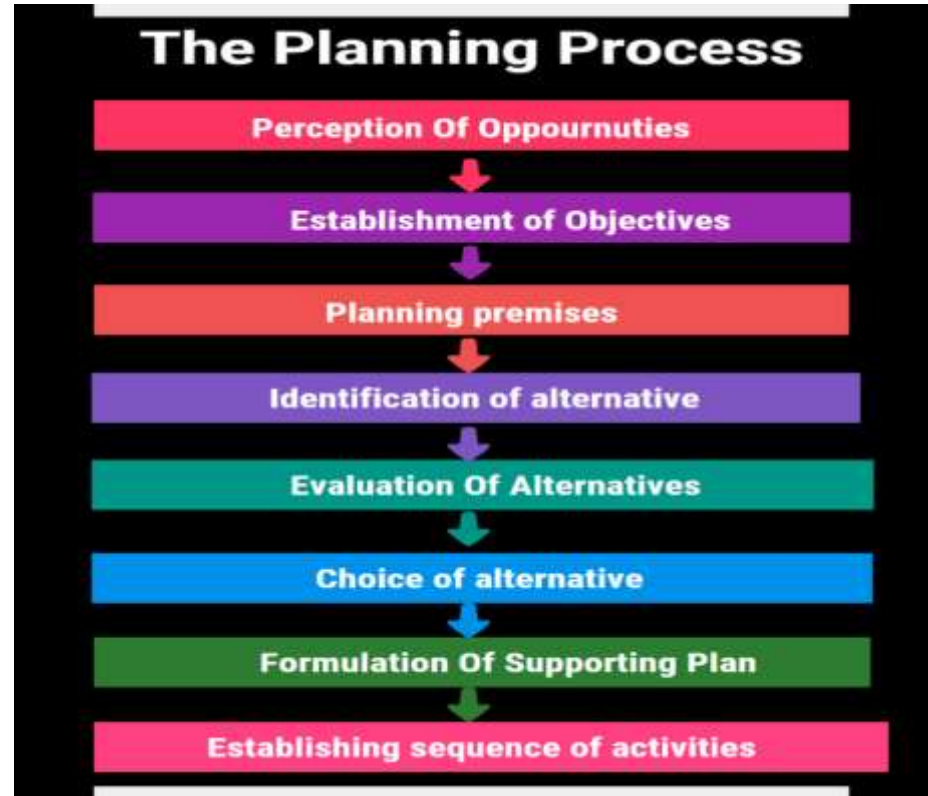 The Planning Process
Perception Of Oppournuties
Establishment of Objectives
Planning premises
Identification of alternative
Evaluation Of Alternatives
Choice of alternative
Formulation Of Supporting Plan
Establishing sequence of activities